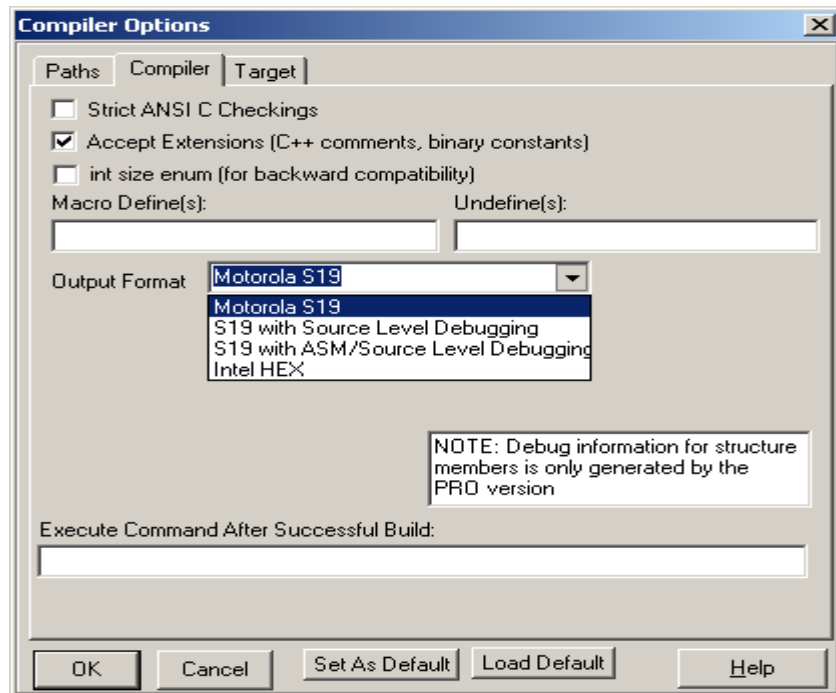 Compiler Options
Paths Compiler Target
Strict ANSI C Checkings
Accept Extensions (C++ comments, binary constants)
int size enum (for backward compatibility)
Macro Define(s): Undefine(s):
Output Format Motorola S19
Motorola S19
S19 with Source Level Debugging
S19 with ASM/Source Level Debugging
Intel HEX
NOTE: Debug information for structure
members is only generated by the
PRO version
Execute Command After Successful Build:
OK Cancel Set As Default Load Default Help